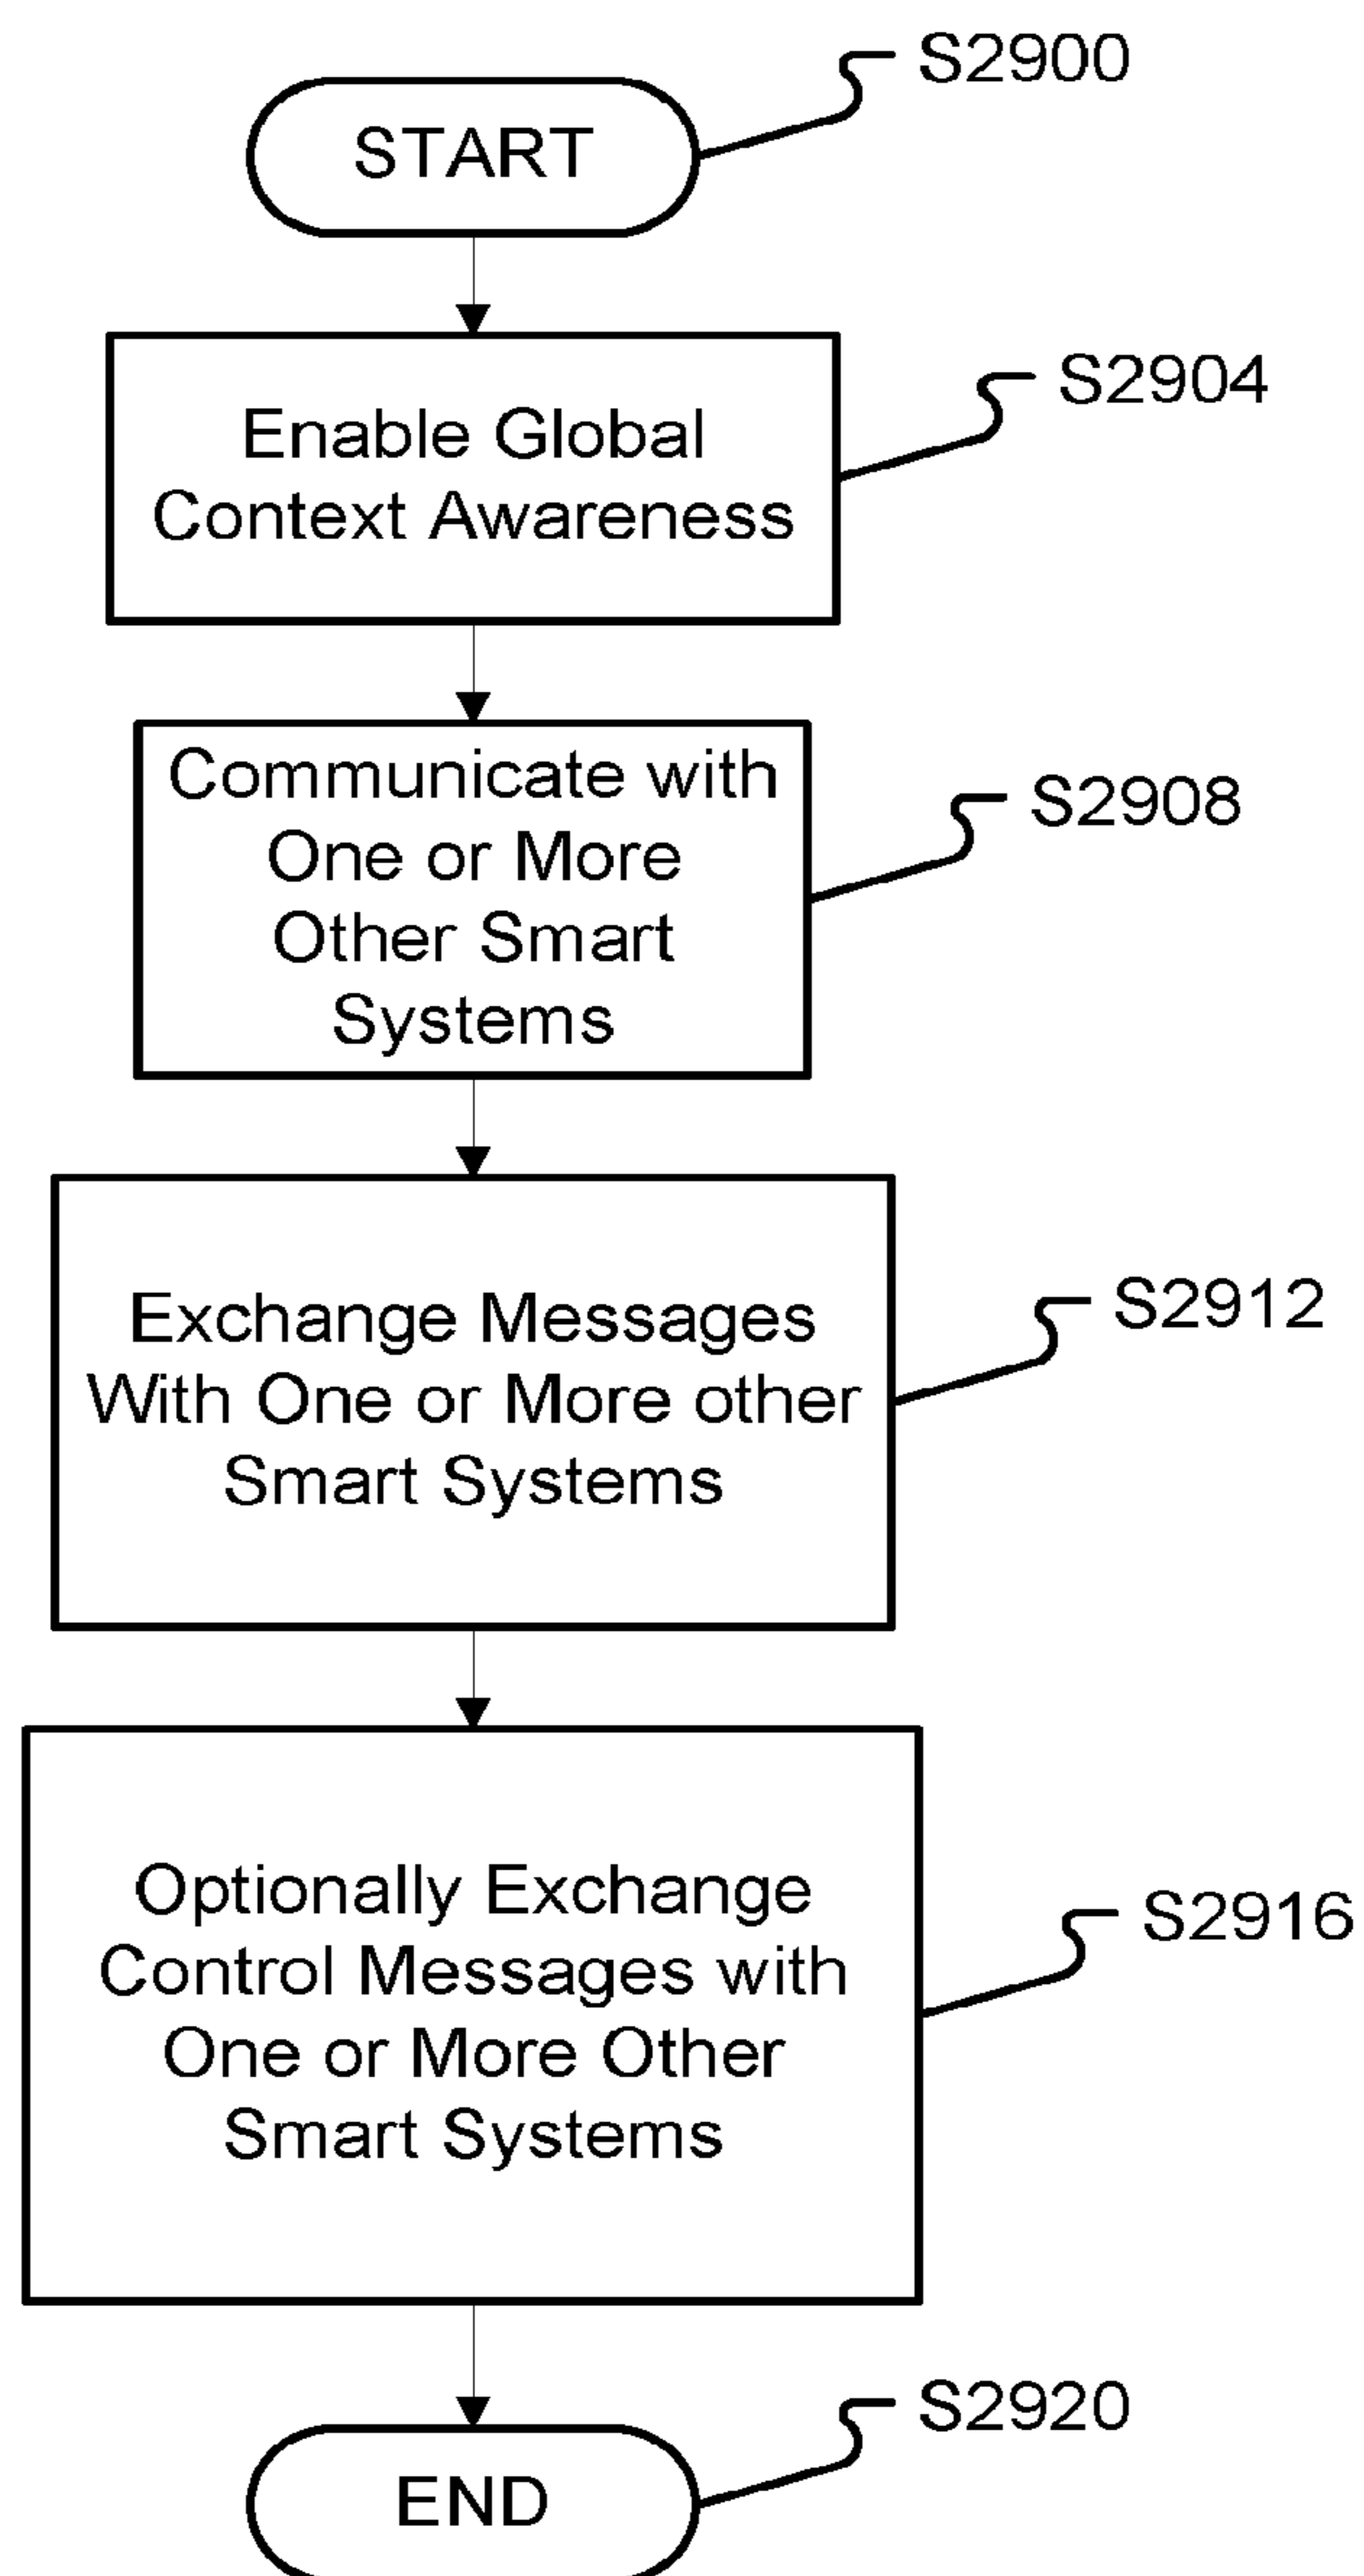 S2900
START
S2904
Enable Global
Context Awareness
S2908
Communicate with
One or More
Other Smart
Systems
S2912
Exchange Messages
With One or More other
Smart Systems
S2916
Optionally Exchange
Control Messages with
One or More Other
Smart Systems
S2920
END